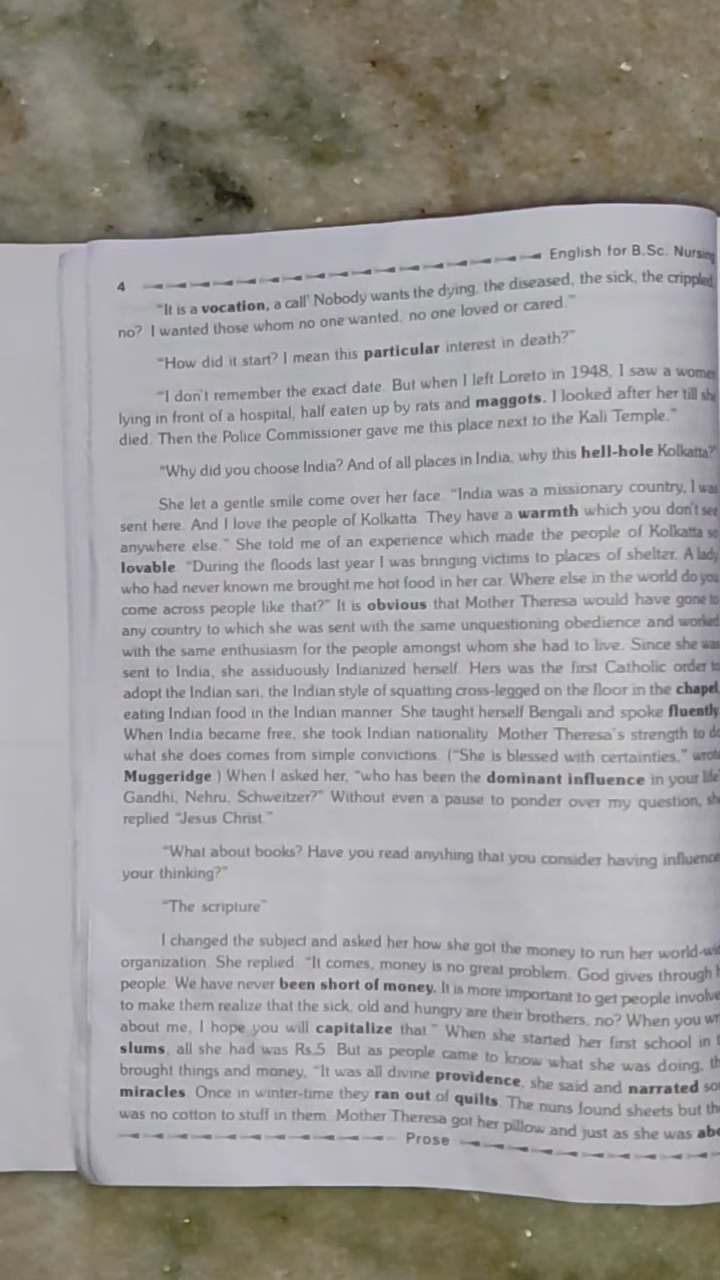 4 English for B.Sc. Nursing
"It is a vocation, a call' Nobody wants the dying, the diseased, the sick, the crippled,
no? I wanted those whom no one wanted, no one loved or cared."
"How did it start? I mean this particular interest in death?"
"I don't remember the exact date. But when I left Loreto in 1948, I saw a women
lying in front of a hospital, half eaten up by rats and maggots. I looked after her till she
died. Then the Police Commissioner gave me this place next to the Kali Temple."
"Why did you choose India? And of all places in India, why this hell-hole Kolkatta?"
She let a gentle smile come over her face. "India was a missionary country, I was
sent here. And I love the people of Kolkatta. They have a warmth which you don't see
anywhere else." She told me of an experience which made the people of Kolkatta so
lovable. "During the floods last year I was bringing victims to places of shelter. A lady
who had never known me brought me hot food in her car. Where else in the world do you
come across people like that?" It is obvious that Mother Theresa would have gone to
any country to which she was sent with the same unquestioning obedience and worked
with the same enthusiasm for the people amongst whom she had to live. Since she was
sent to India, she assiduously Indianized herself. Hers was the first Catholic order to
adopt the Indian sari, the Indian style of squatting cross-legged on the floor in the chapel,
eating Indian food in the Indian manner. She taught herself Bengali and spoke fluently.
When India became free, she took Indian nationality. Mother Theresa's strength to do
what she does comes from simple convictions. ("She is blessed with certainties," wrote
Muggeridge.) When I asked her, "who has been the dominant influence in your life
Gandhi, Nehru, Schweitzer?" Without even a pause to ponder over my question, she
replied "Jesus Christ."
"What about books? Have you read anything that you consider having influence
your thinking?"
"The scripture"
I changed the subject and asked her how she got the money to run her world-wi
organization. She replied. "It comes, money is no great problem. God gives through h
people. We have never been short of money. It is more important to get people involve
to make them realize that the sick, old and hungry are their brothers, no? When you wr
about me, I hope you will capitalize that." When she started her first school in t
slums, all she had was Rs.5. But as people came to know what she was doing, th
brought things and money, "It was all divine providence, she said and narrated so
miracles. Once in winter-time they ran out of quilts. The nuns found sheets but the
was no cotton to stuff in them. Mother Theresa got her pillow and just as she was abo
Prose